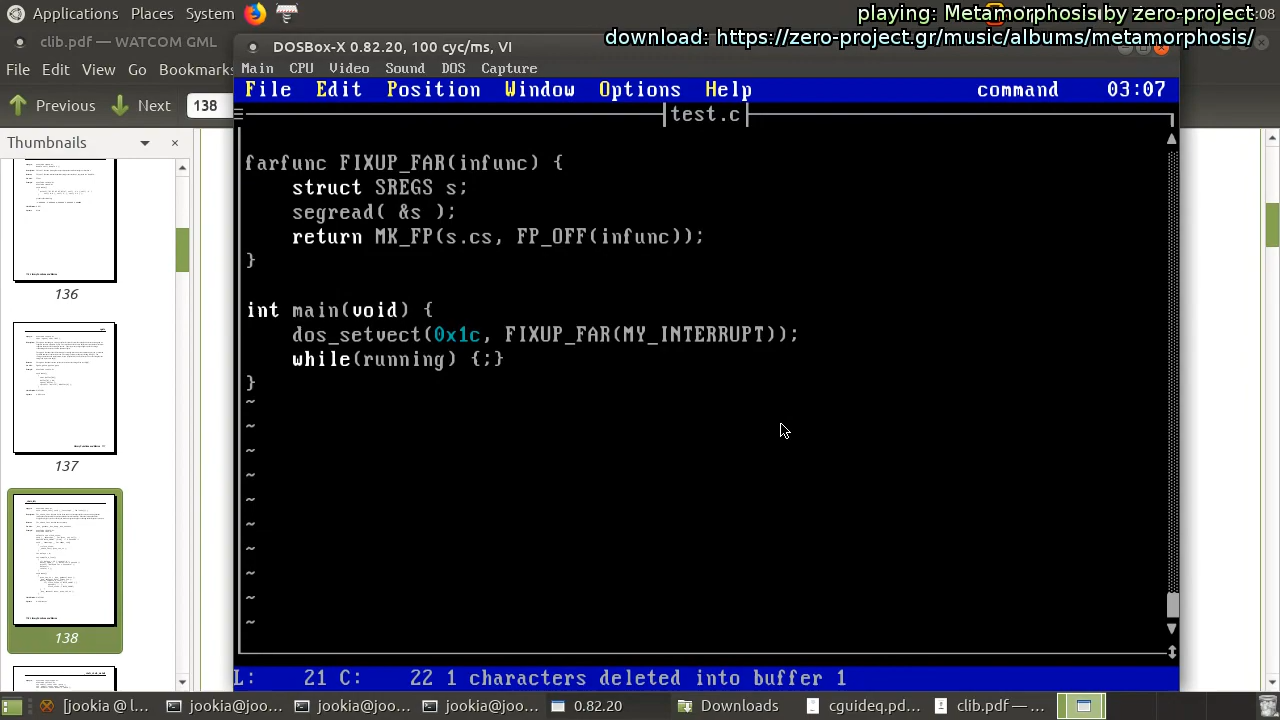 Applications Places System
playing: Metamorphosis by zero-project
:08
clib.pdf — WATCOM GML
DOSBox-X 0.82.20, 100 cyc/ms, VI
download: https://zero-project.gr/music/albums/metamorphosis/
File Edit View Go Bookmarks
Main CPU Video Sound DOS Capture
Previous Next 138
File Edit Position Window Options Help command 03:07
Thumbnails
test.c
farfunc FIXUP_FAR(infunc) {
struct SREGS s;
segread( &s );
return MK_FP(s.cs, FP_OFF(infunc));
}
int main(void) {
dos_setvect(0x1c, FIXUP_FAR(MY_INTERRUPT));
while(running) {;}
}
~
~
~
~
~
~
~
~
~
~
136
137
138
L: 21 C: 22 1 characters deleted into buffer 1
[jookia @ l... jookia@joo... jookia@joo... jookia@joo... 0.82.20 Downloads cguideq.pd... clib.pdf — ...